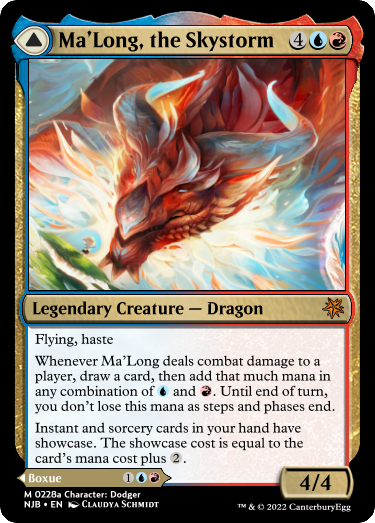 Ma'Long, the Skystorm 4
Legendary Creature — Dragon
Flying, haste
Whenever Ma'Long deals combat damage to a
player, draw a card, then add that much mana in
any combination of and . Until end of turn,
you don't lose this mana as steps and phases end.
Instant and sorcery cards in your hand have
showcase. The showcase cost is equal to the
card's mana cost plus 2.
Boxue 1
4/4
M 0228a Character: Dodger
NJB • EN Claudya Schmidt
™ & © 2022 CanterburyEgg